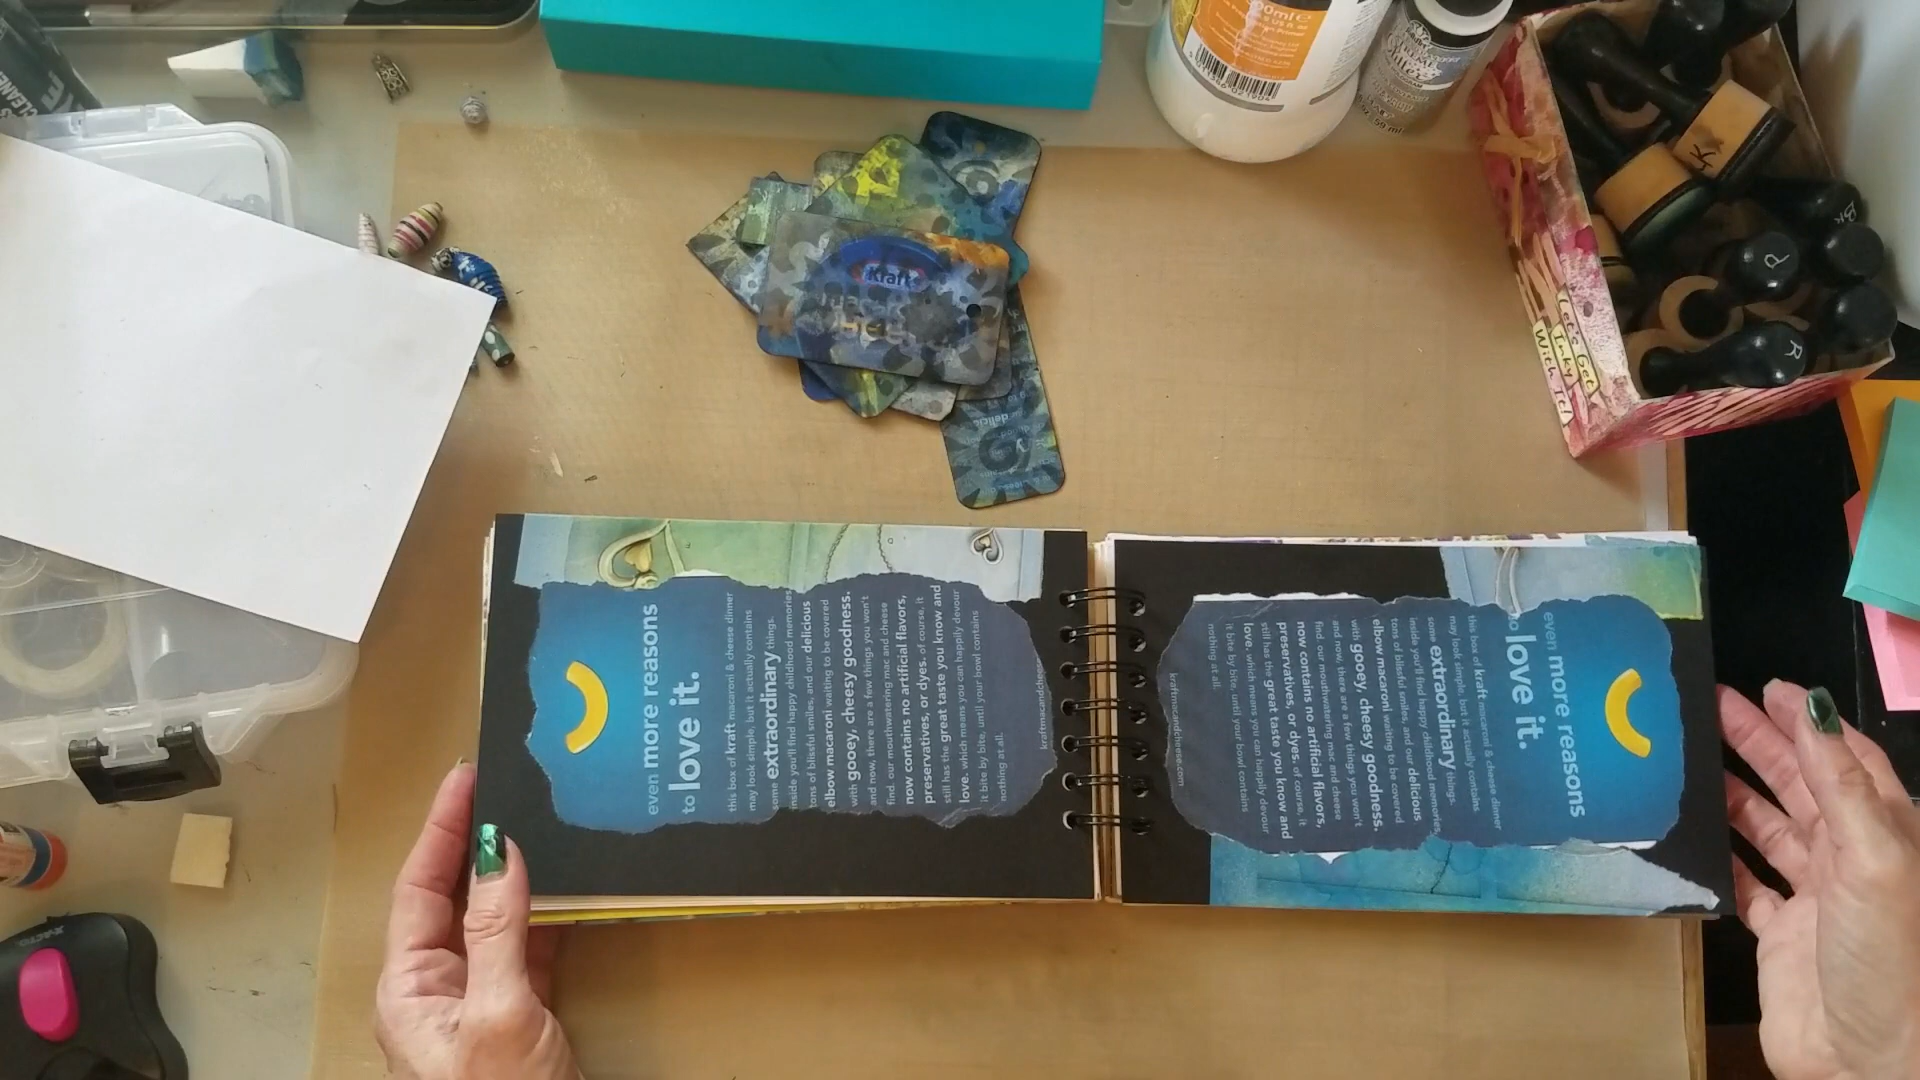 CLEANER
00ml e
Kraft
delici
59 ml
K
BK
P
R
Let's Get
Inky
With It!
X-ACTO
even more reasons
to love it.
this box of kraft macaroni & cheese dinner
may look simple, but it actually contains
some extraordinary things.
inside you'll find happy childhood memories,
tons of blissful smiles, and our delicious
elbow macaroni waiting to be covered
with gooey, cheesy goodness.
and now, there are a few things you won't
find. our mouthwatering mac and cheese
now contains no artificial flavors,
preservatives, or dyes. of course, it
still has the great taste you know and
love. which means you can happily devour
it bite by bite, until your bowl contains
nothing at all.
kraftmacandchee
even more reasons
to love it.
this box of kraft macaroni & cheese dinner
may look simple, but it actually contains
some extraordinary things.
inside you'll find happy childhood memories,
tons of blissful smiles, and our delicious
elbow macaroni waiting to be covered
with gooey, cheesy goodness.
and now, there are a few things you won't
find. our mouthwatering mac and cheese
now contains no artificial flavors,
preservatives, or dyes. of course, it
still has the great taste you know and
love. which means you can happily devour
it bite by bite, until your bowl contains
nothing at all.
kraftmacandcheese.com